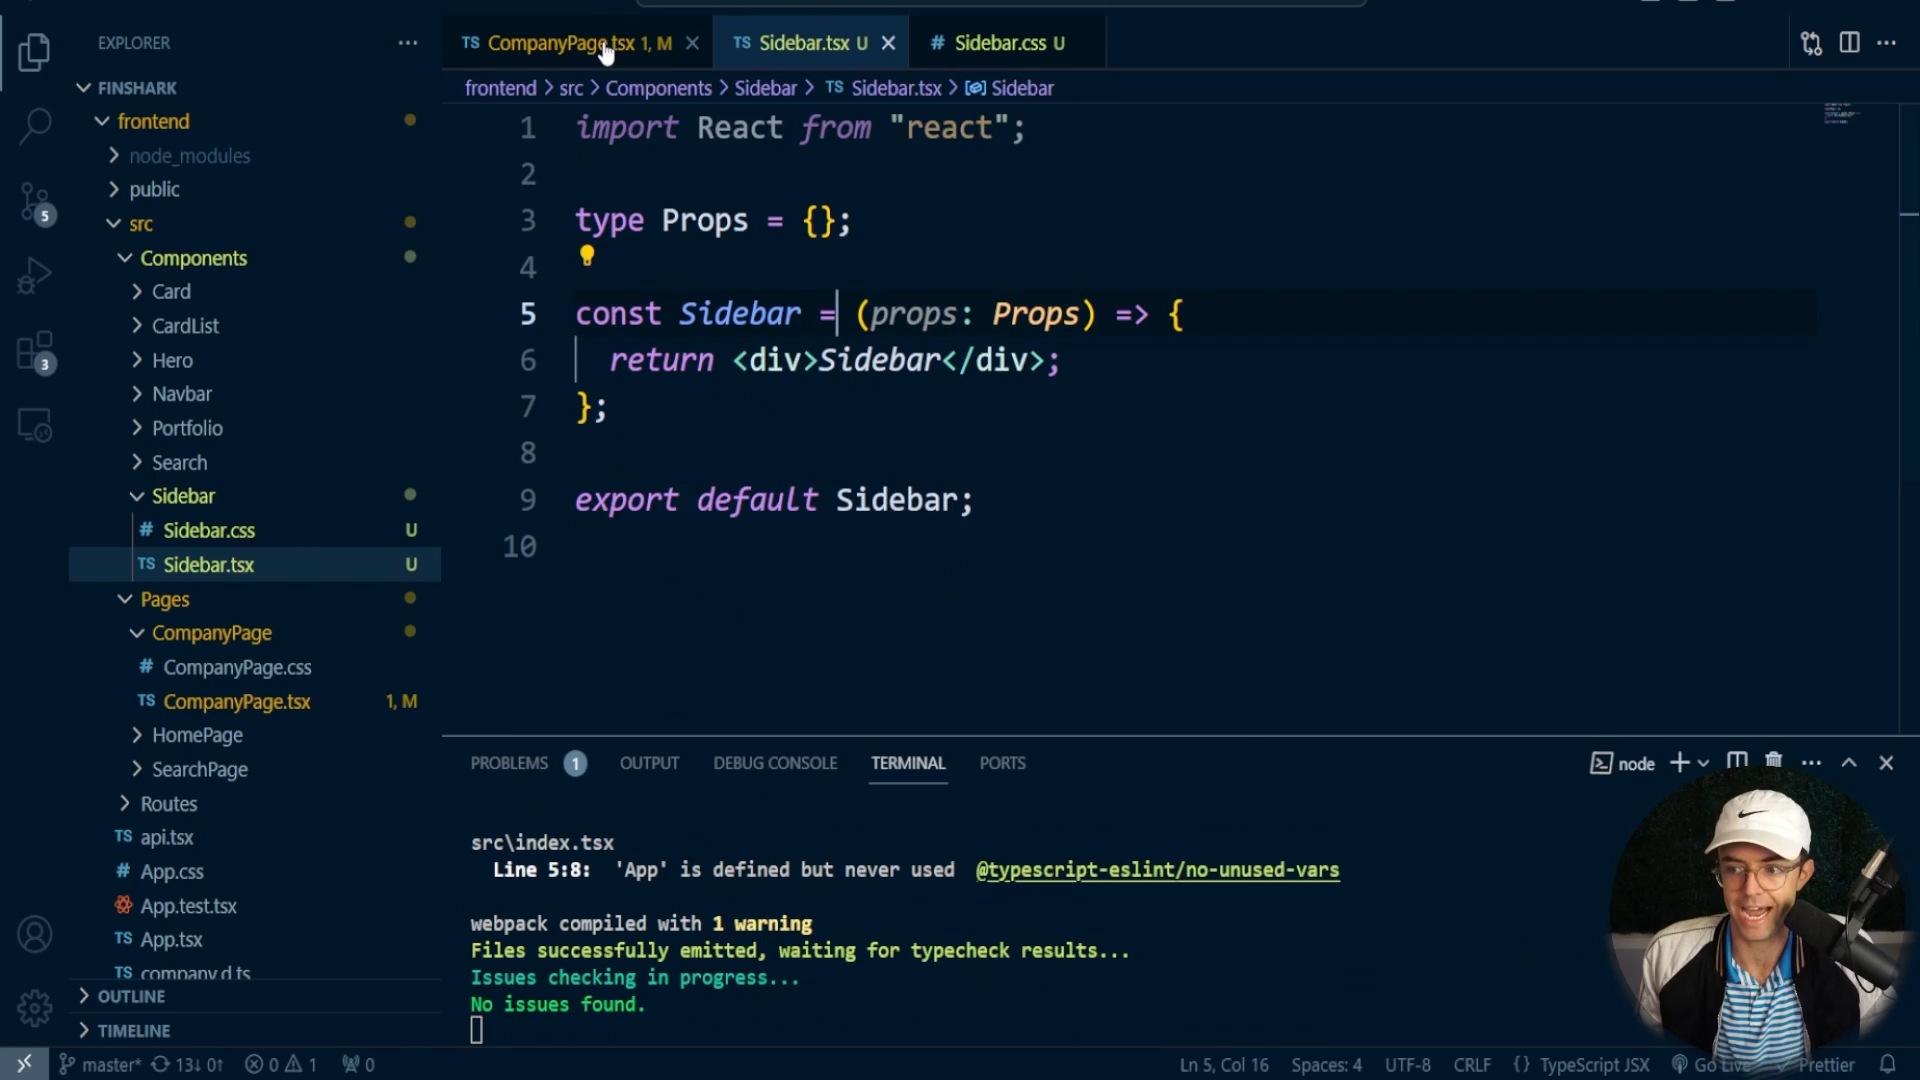 EXPLORER
FINSHARK
frontend
node_modules
public
src
Components
Card
CardList
Hero
Navbar
Portfolio
Search
Sidebar
# Sidebar.css U
TS Sidebar.tsx U
Pages
CompanyPage
# CompanyPage.css
TS CompanyPage.tsx 1, M
HomePage
SearchPage
Routes
TS api.tsx
# App.css
App.test.tsx
TS App.tsx
TS company.d.ts
OUTLINE
TIMELINE
5
3
TS CompanyPage.tsx 1, M
TS Sidebar.tsx U
# Sidebar.css U
frontend > src > Components > Sidebar > TS Sidebar.tsx > Sidebar
1 import React from "react";
2
3 type Props = {};
4
5 const Sidebar = (props: Props) => {
6 return <div>Sidebar</div>;
7 };
8
9 export default Sidebar;
10
PROBLEMS 1 OUTPUT DEBUG CONSOLE TERMINAL PORTS
node
src\index.tsx
Line 5:8: 'App' is defined but never used @typescript-eslint/no-unused-vars
webpack compiled with 1 warning
Files successfully emitted, waiting for typecheck results...
Issues checking in progress...
No issues found.
master* 13↓ 0↑ 0 1 0
Ln 5, Col 16 Spaces: 4 UTF-8 CRLF {} TypeScript JSX Go Live Prettier